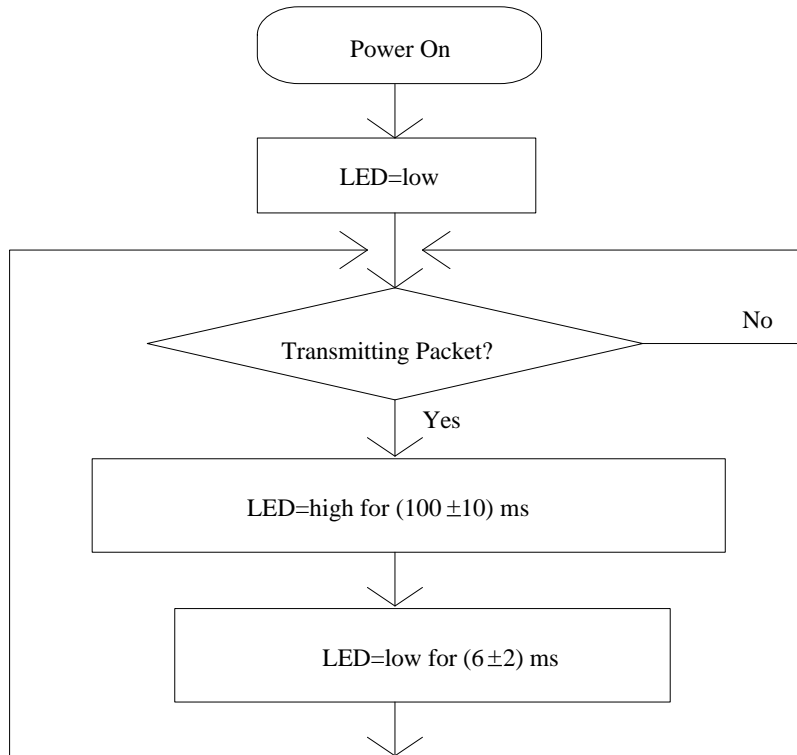 Power On
LED=low
No
Transmitting Packet?
Yes
LED=high for (100 ±10) ms
LED=low for (6 ±2) ms